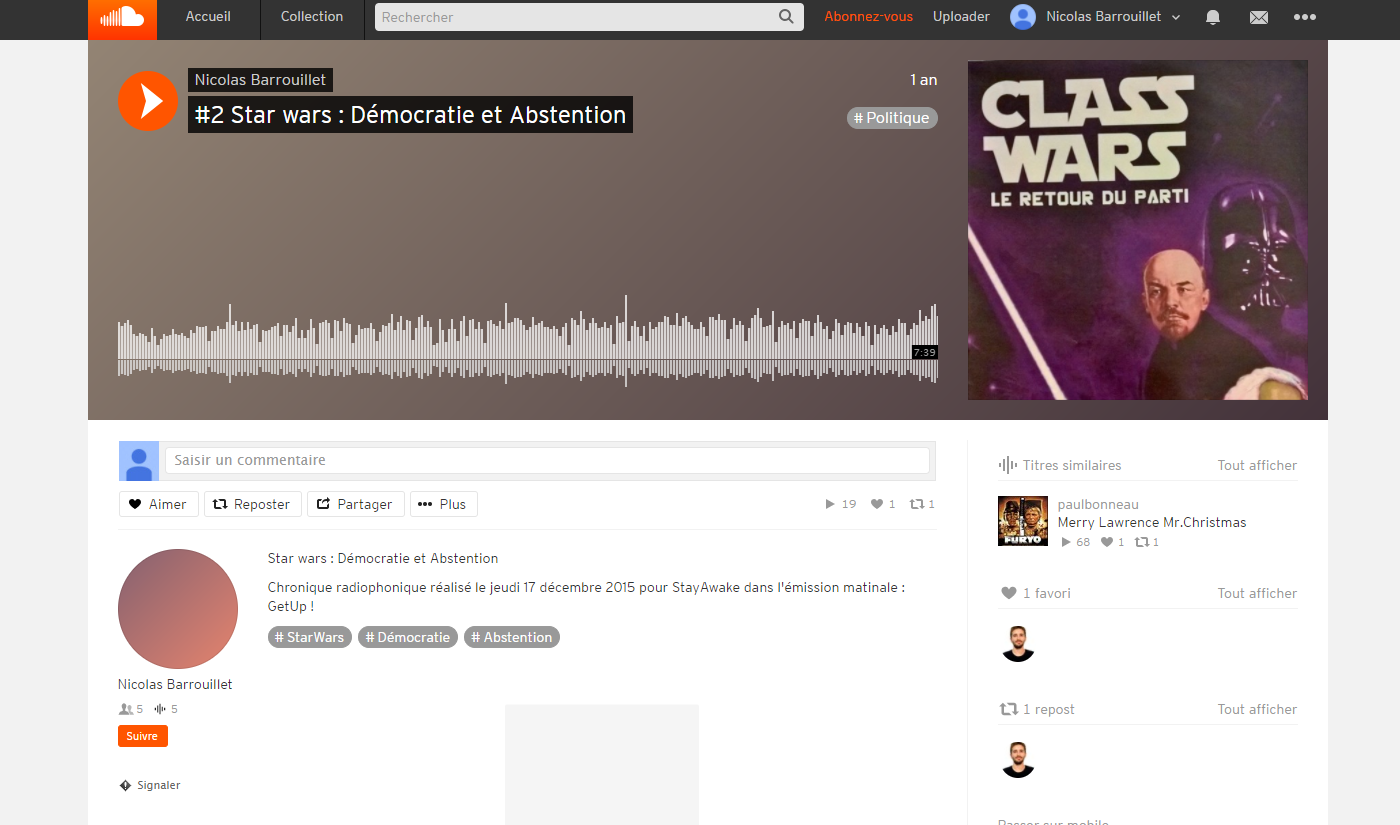 Accueil
Collection
Rechercher
Abonnez-vous
Uploader
Nicolas Barrouillet
Nicolas Barrouillet
1 an
#2 Star wars : Démocratie et Abstention
# Politique
CLASS
WARS
LE RETOUR DU PARTI
7:39
Saisir un commentaire
Aimer
Reposter
Partager
Plus
19
1
1
Star wars : Démocratie et Abstention
Chronique radiophonique réalisé le jeudi 17 décembre 2015 pour StayAwake dans l'émission matinale :
GetUp !
# StarWars
# Démocratie
# Abstention
Nicolas Barrouillet
5
5
Suivre
Signaler
Titres similaires
Tout afficher
FURYO
paulbonneau
Merry Lawrence Mr.Christmas
68
1
1
1 favori
Tout afficher
1 repost
Tout afficher
Passer sur mobile